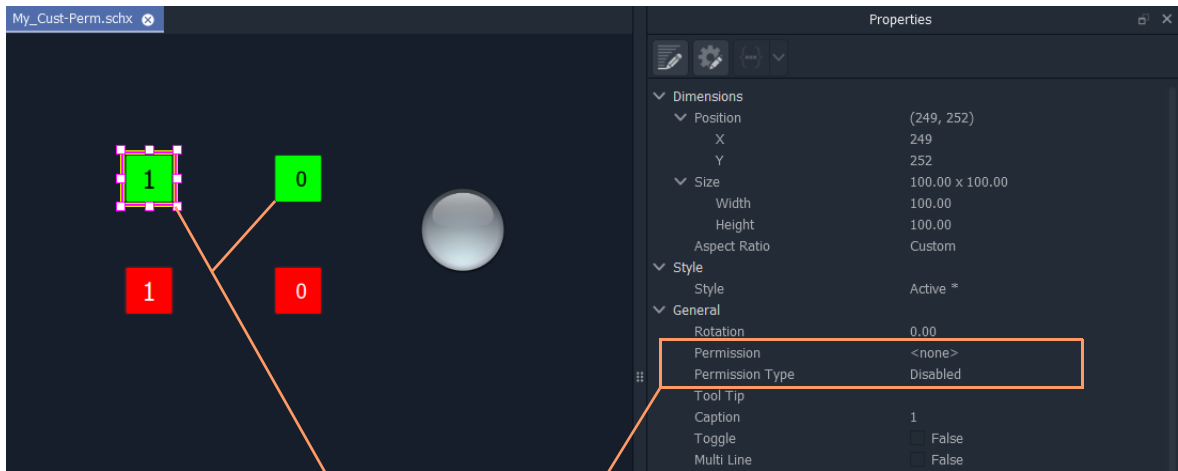 My_Cust-Perm.schx
1 0
1 0
Properties
Dimensions
Position (249, 252)
X 249
Y 252
Size 100.00 x 100.00
Width 100.00
Height 100.00
Aspect Ratio Custom
Style
Style Active *
General
Rotation 0.00
Permission <none>
Permission Type Disabled
Tool Tip
Caption 1
Toggle False
Multi Line False